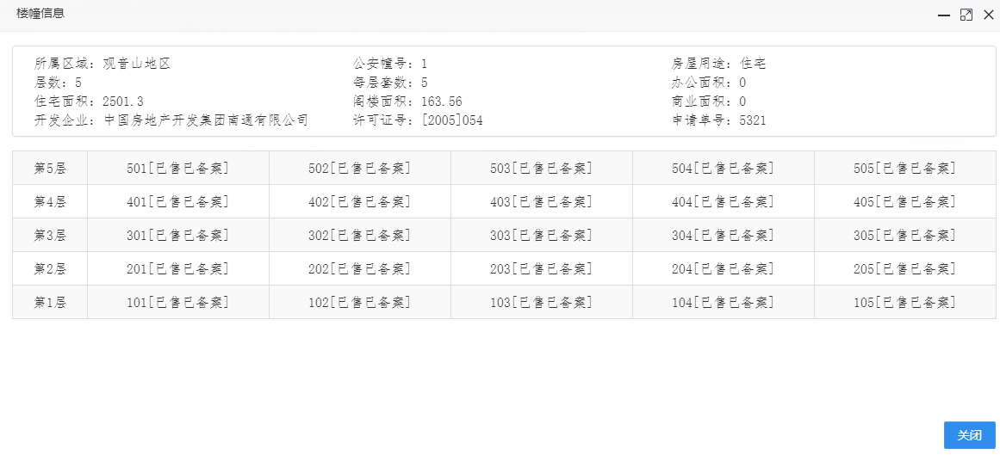 楼幢信息
所属区域: 观音山地区 公安幢号: 1 房屋用途: 住宅
层数: 5 每层套数: 5 办公面积: 0
住宅面积: 2501.3 阁楼面积: 163.56 商业面积: 0
开发企业: 中国房地产开发集团南通有限公司 许可证号: [2005]054 申请单号: 5321
第5层 501[已售已备案] 502[已售已备案] 503[已售已备案] 504[已售已备案] 505[已售已备案]
第4层 401[已售已备案] 402[已售已备案] 403[已售已备案] 404[已售已备案] 405[已售已备案]
第3层 301[已售已备案] 302[已售已备案] 303[已售已备案] 304[已售已备案] 305[已售已备案]
第2层 201[已售已备案] 202[已售已备案] 203[已售已备案] 204[已售已备案] 205[已售已备案]
第1层 101[已售已备案] 102[已售已备案] 103[已售已备案] 104[已售已备案] 105[已售已备案]
关闭